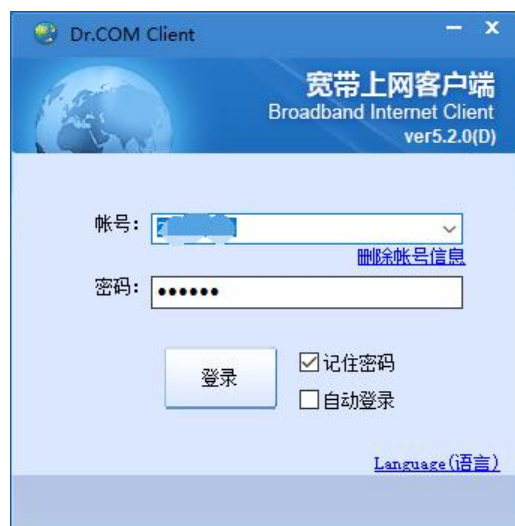 Dr.COM Client
宽带上网客户端
Broadband Internet Client
ver5.2.0(D)
帐号：
删除帐号信息
密码： ●●●●●●
登录
记住密码
自动登录
Language(语言)